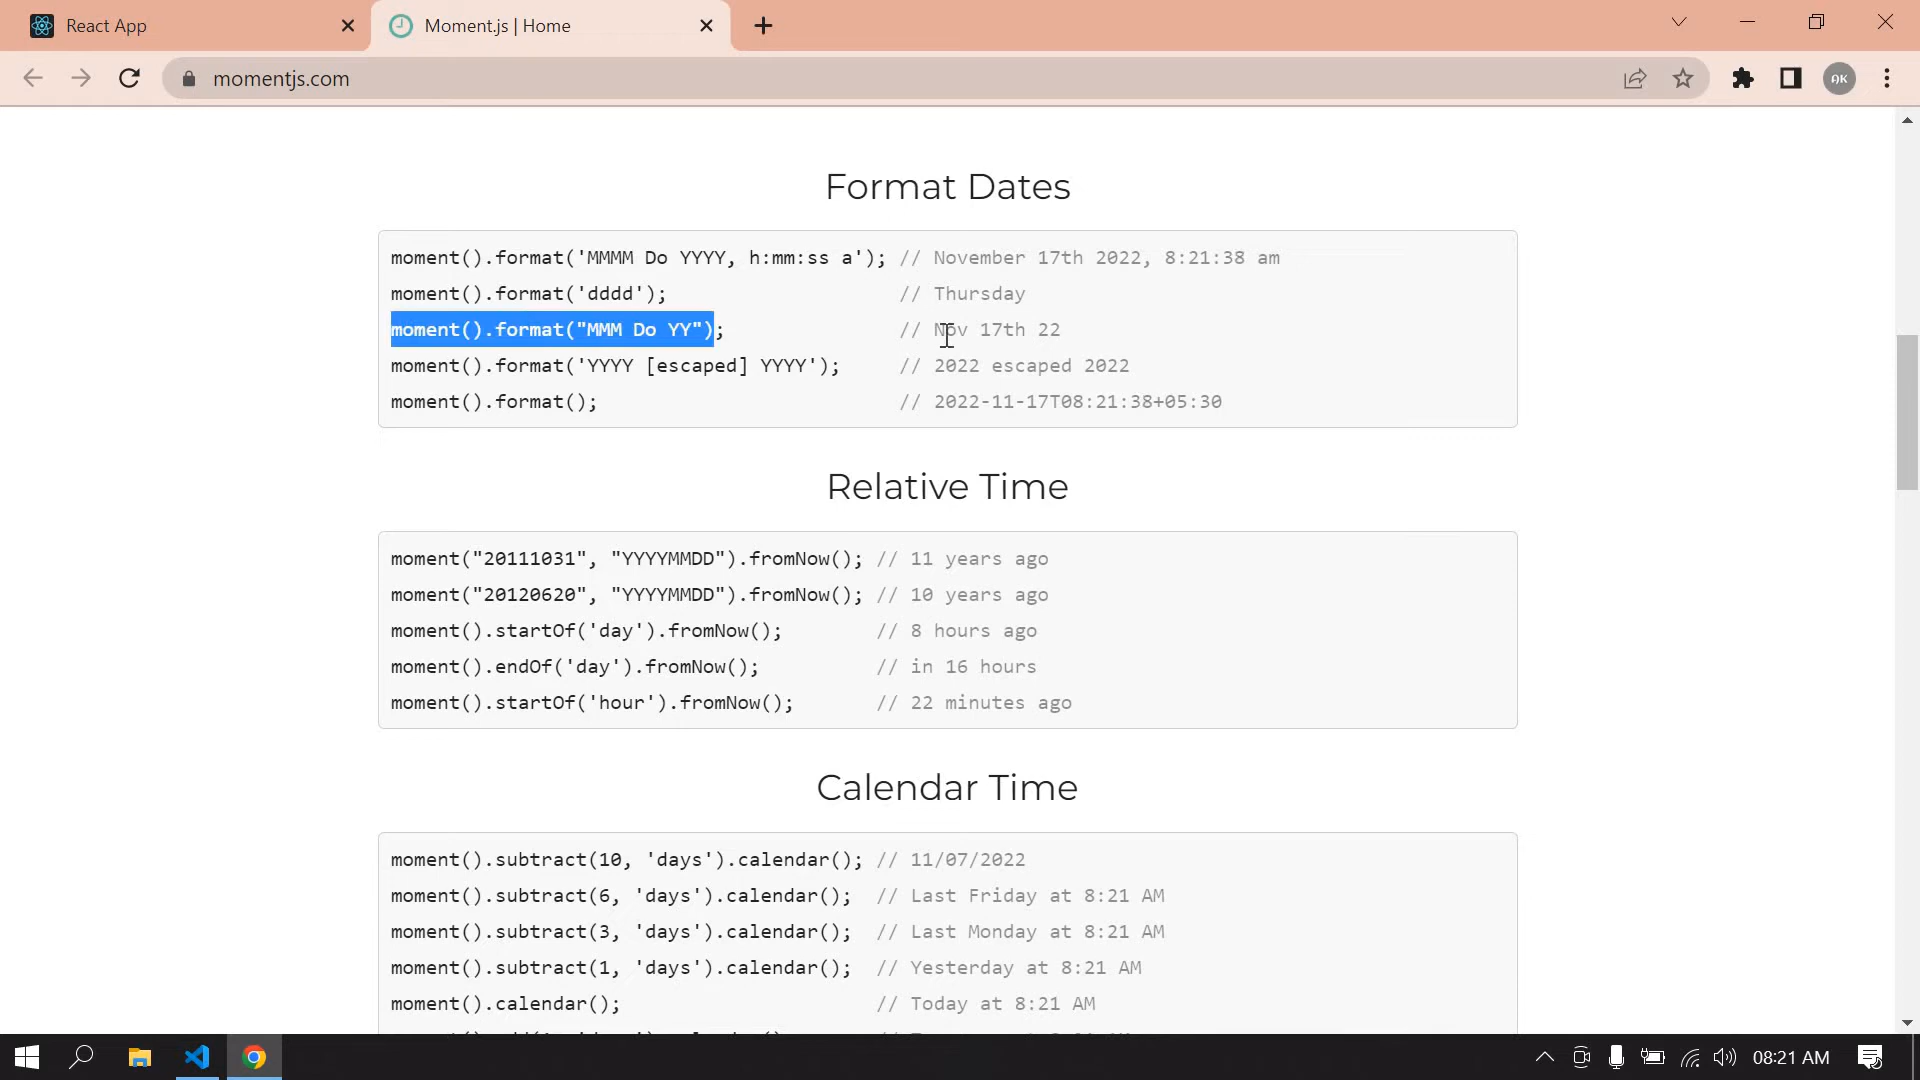 React App
Moment.js | Home
momentjs.com
AK
Format Dates
moment().format('MMMM Do YYYY, h:mm:ss a'); // November 17th 2022, 8:21:38 am
moment().format('dddd'); // Thursday
moment().format("MMM Do YY"); // Nov 17th 22
moment().format('YYYY [escaped] YYYY'); // 2022 escaped 2022
moment().format(); // 2022-11-17T08:21:38+05:30
Relative Time
moment("20111031", "YYYYMMDD").fromNow(); // 11 years ago
moment("20120620", "YYYYMMDD").fromNow(); // 10 years ago
moment().startOf('day').fromNow(); // 8 hours ago
moment().endOf('day').fromNow(); // in 16 hours
moment().startOf('hour').fromNow(); // 22 minutes ago
Calendar Time
moment().subtract(10, 'days').calendar(); // 11/07/2022
moment().subtract(6, 'days').calendar(); // Last Friday at 8:21 AM
moment().subtract(3, 'days').calendar(); // Last Monday at 8:21 AM
moment().subtract(1, 'days').calendar(); // Yesterday at 8:21 AM
moment().calendar(); // Today at 8:21 AM
08:21 AM